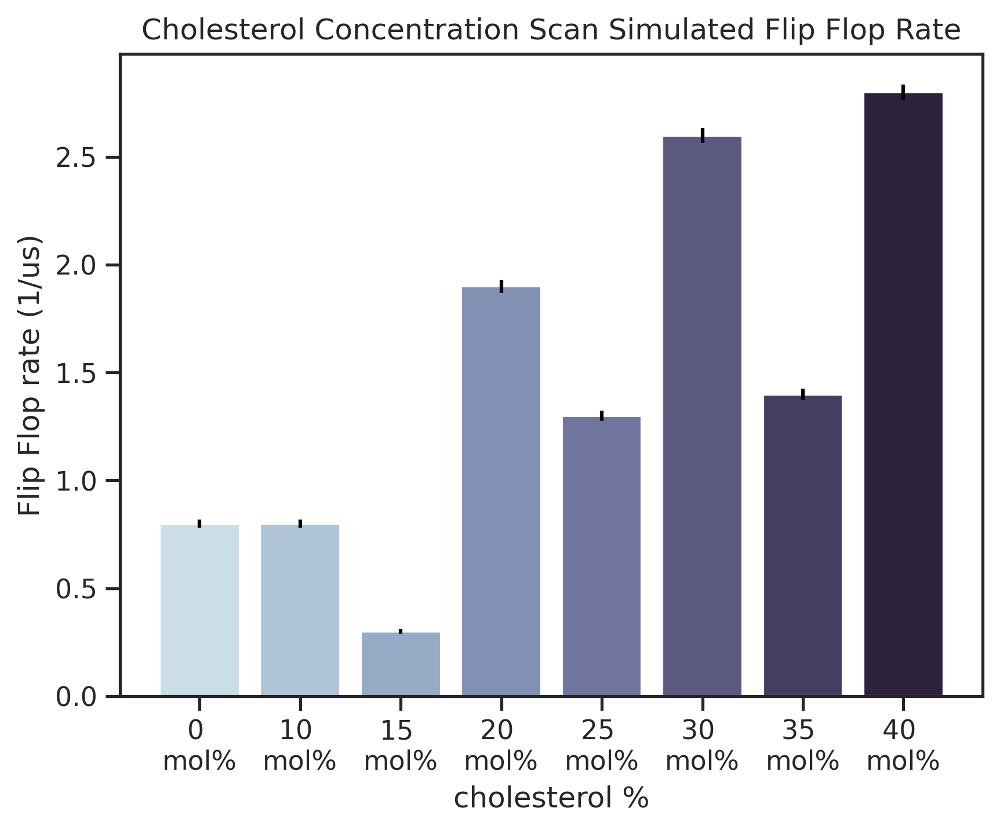 Cholesterol Concentration Scan Simulated Flip Flop Rate
Flip Flop rate (1/us)
2.5
2.0
1.5
1.0
0.5
0.0
0 10 15 20 25 30 35 40
mol% mol% mol% mol% mol% mol% mol% mol%
cholesterol %